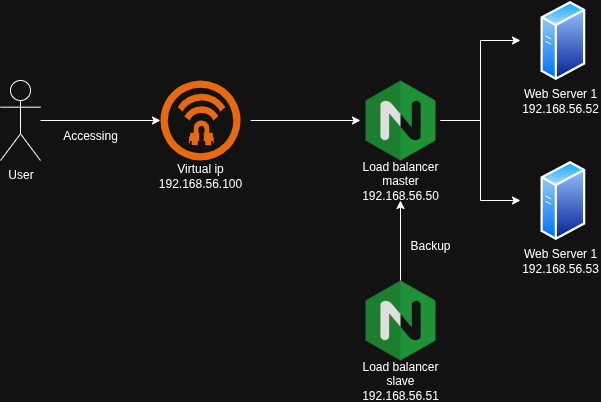 Accessing
User
Virtual ip
192.168.56.100
Load balancer
master
192.168.56.50
Web Server 1
192.168.56.52
Web Server 1
192.168.56.53
Backup
Load balancer
slave
192.168.56.51